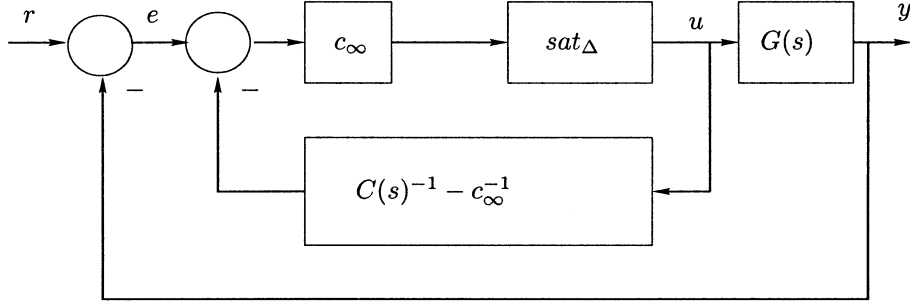 r
e
u
y
c∞
sat_Δ
G(s)
−
−
C(s)⁻¹ − c∞⁻¹